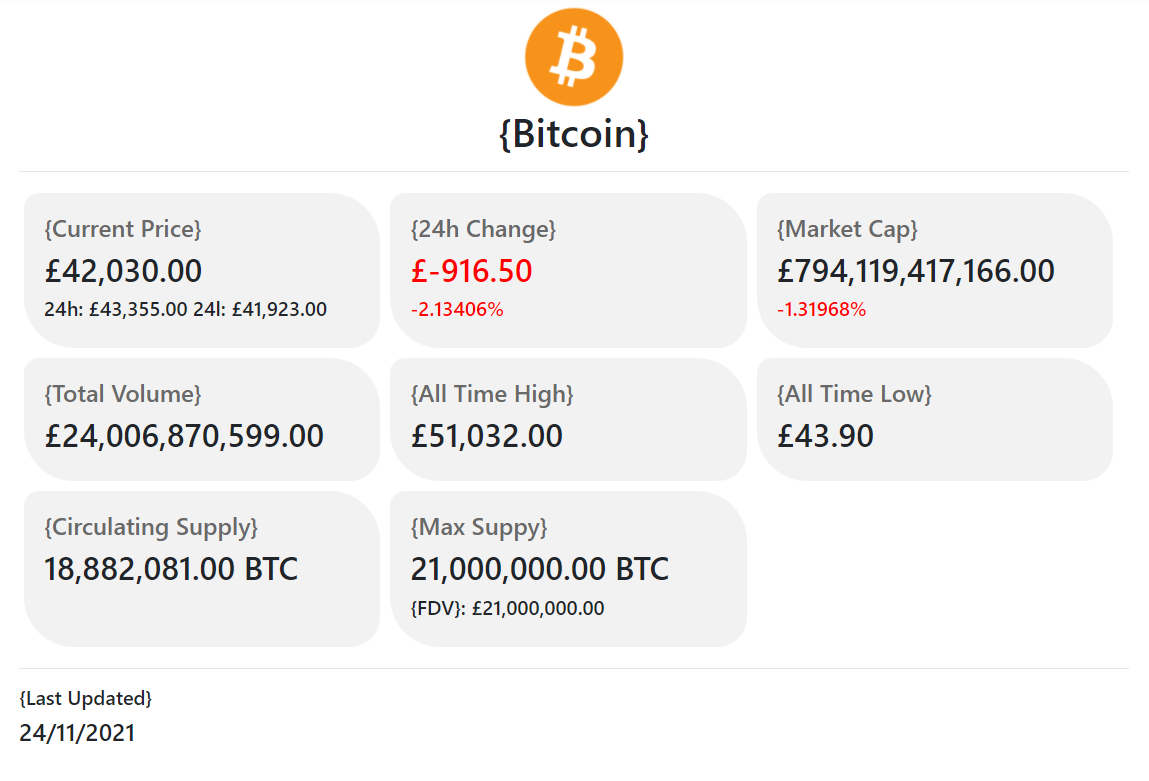 {Bitcoin}
{Current Price}
£42,030.00
24h: £43,355.00 24l: £41,923.00
{24h Change}
£-916.50
-2.13406%
{Market Cap}
£794,119,417,166.00
-1.31968%
{Total Volume}
£24,006,870,599.00
{All Time High}
£51,032.00
{All Time Low}
£43.90
{Circulating Supply}
18,882,081.00 BTC
{Max Suppy}
21,000,000.00 BTC
{FDV}: £21,000,000.00
{Last Updated}
24/11/2021